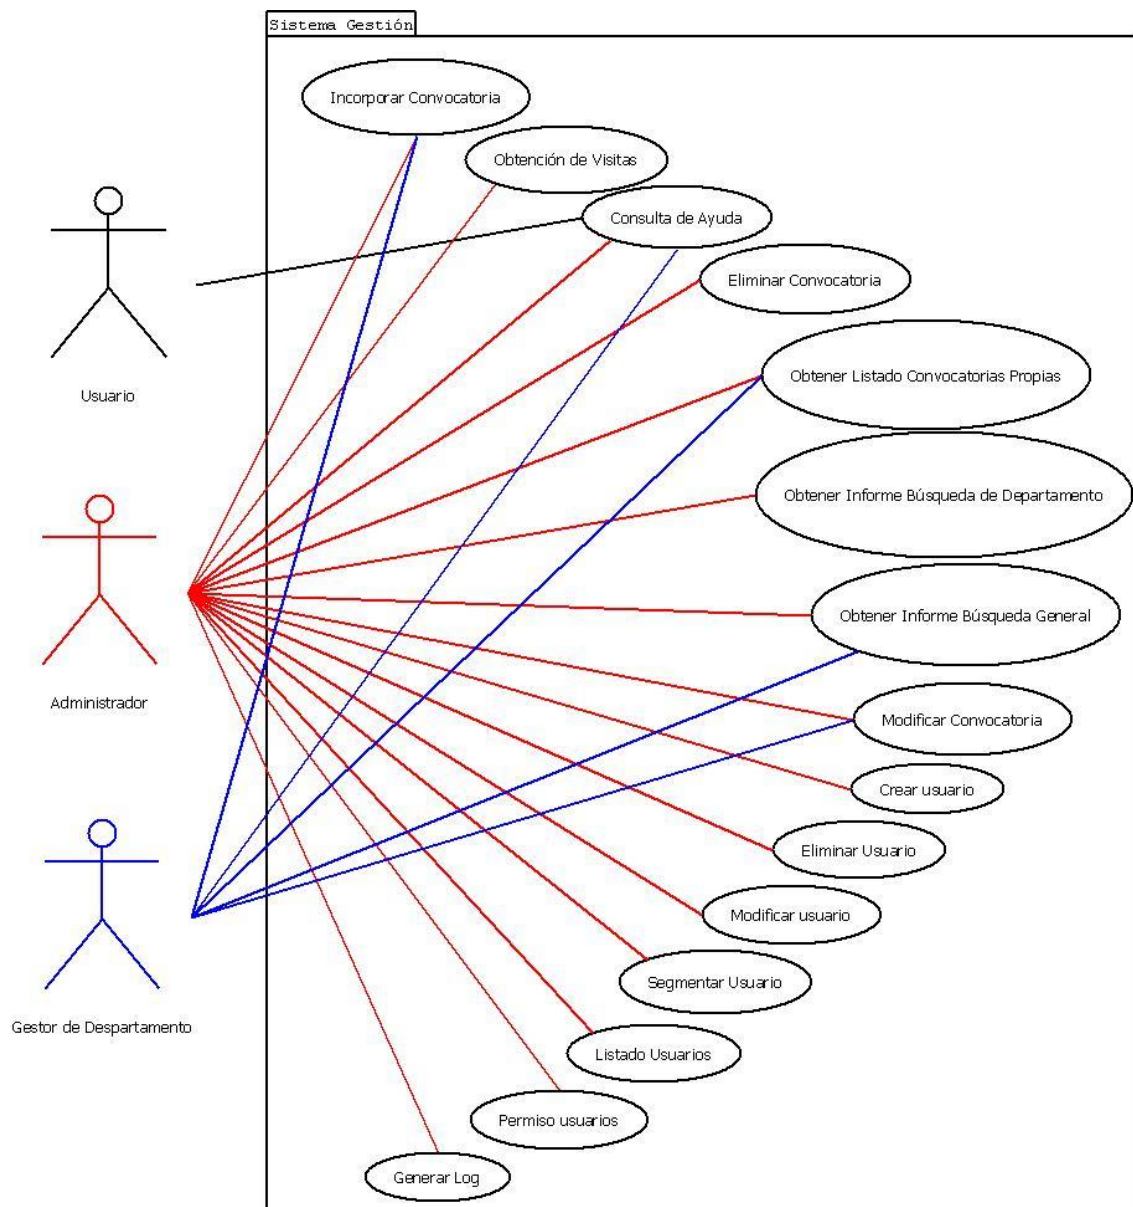 Sistema Gestión
Incorporar Convocatoria
Obtención de Visitas
Consulta de Ayuda
Eliminar Convocatoria
Obtener Listado Convocatorias Propias
Usuario
Obtener Informe Búsqueda de Departamento
Obtener Informe Búsqueda General
Administrador
Modificar Convocatoria
Crear usuario
Eliminar Usuario
Modificar usuario
Segmentar Usuario
Gestor de Despartamento
Listado Usuarios
Permiso usuarios
Generar Log